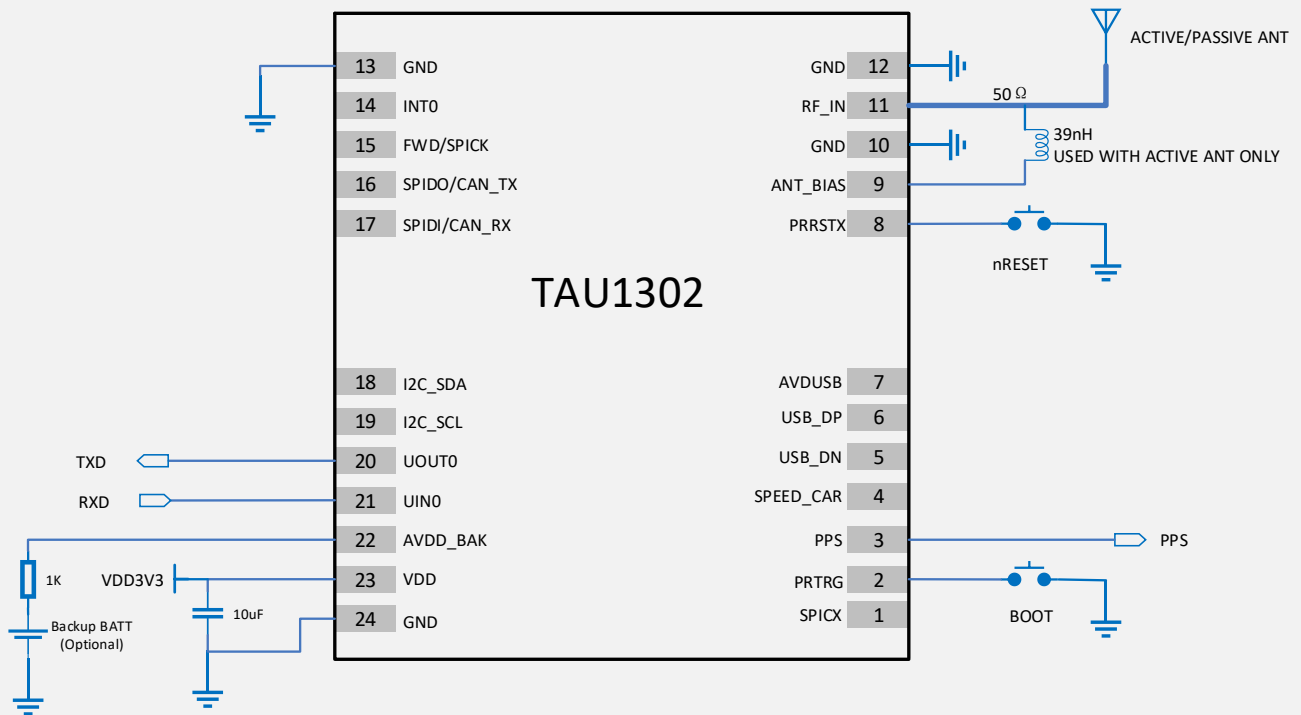 ACTIVE/PASSIVE ANT
13 GND
GND 12
14 INT0
RF_IN 11
50 Ω
15 FWD/SPICK
GND 10
39nH
USED WITH ACTIVE ANT ONLY
16 SPIDO/CAN_TX
ANT_BIAS 9
17 SPIDI/CAN_RX
PRRSTX 8
nRESET
TAU1302
18 I2C_SDA
AVDUSB 7
19 I2C_SCL
USB_DP 6
TXD
20 UOUT0
USB_DN 5
RXD
21 UIN0
SPEED_CAR 4
22 AVDD_BAK
PPS 3
PPS
1K
VDD3V3
23 VDD
PRTRG 2
BOOT
10uF
24 GND
SPICX 1
Backup BATT
(Optional)